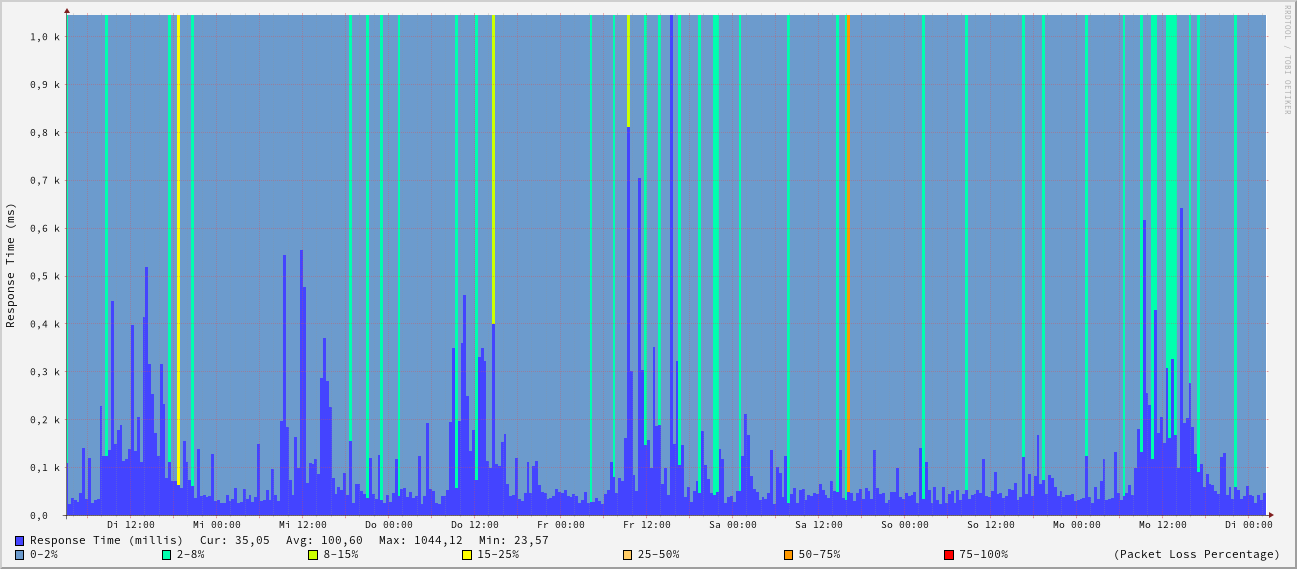 RRDTOOL / TOBI OETIKER
Response Time (ms)
1,0 k
0,9 k
0,8 k
0,7 k
0,6 k
0,5 k
0,4 k
0,3 k
0,2 k
0,1 k
0,0
Di 12:00 Mi 00:00 Mi 12:00 Do 00:00 Do 12:00 Fr 00:00 Fr 12:00 Sa 00:00 Sa 12:00 So 00:00 So 12:00 Mo 00:00 Mo 12:00 Di 00:00
Response Time (millis) Cur: 35,05 Avg: 100,60 Max: 1044,12 Min: 23,57
0-2% 2-8% 8-15% 15-25% 25-50% 50-75% 75-100% (Packet Loss Percentage)